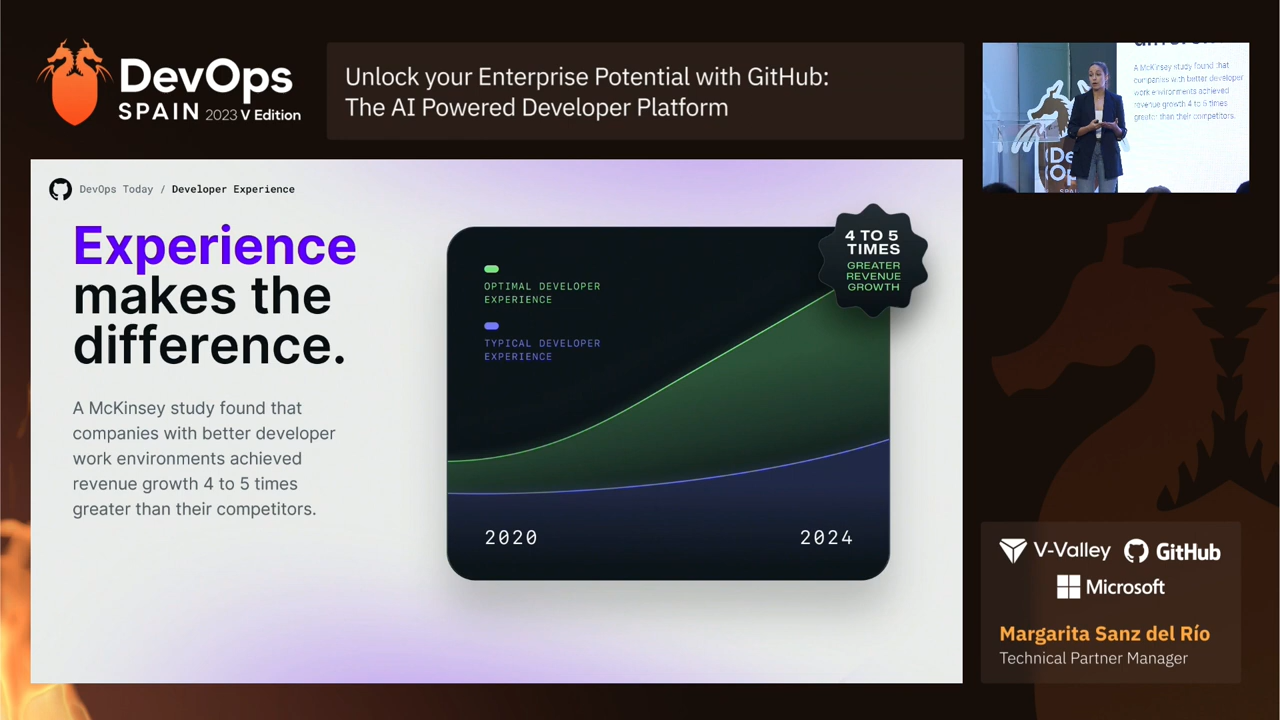 DevOps
SPAIN 2023 V Edition
Unlock your Enterprise Potential with GitHub:
The AI Powered Developer Platform
A McKinsey study found that
companies with better developer
work environments achieved
revenue growth 4 to 5 times
greater than their competitors.
DevOps Today / Developer Experience
Experience
makes the
difference.
A McKinsey study found that
companies with better developer
work environments achieved
revenue growth 4 to 5 times
greater than their competitors.
4 TO 5
TIMES
GREATER
REVENUE
GROWTH
OPTIMAL DEVELOPER
EXPERIENCE
TYPICAL DEVELOPER
EXPERIENCE
2020
2024
V-Valley
GitHub
Microsoft
Margarita Sanz del Río
Technical Partner Manager